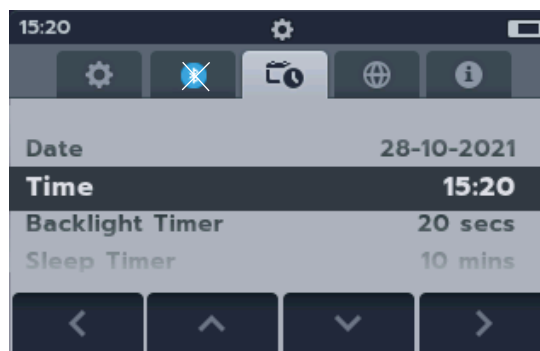 15:20
Date 28-10-2021
Time 15:20
Backlight Timer 20 secs
Sleep Timer 10 mins